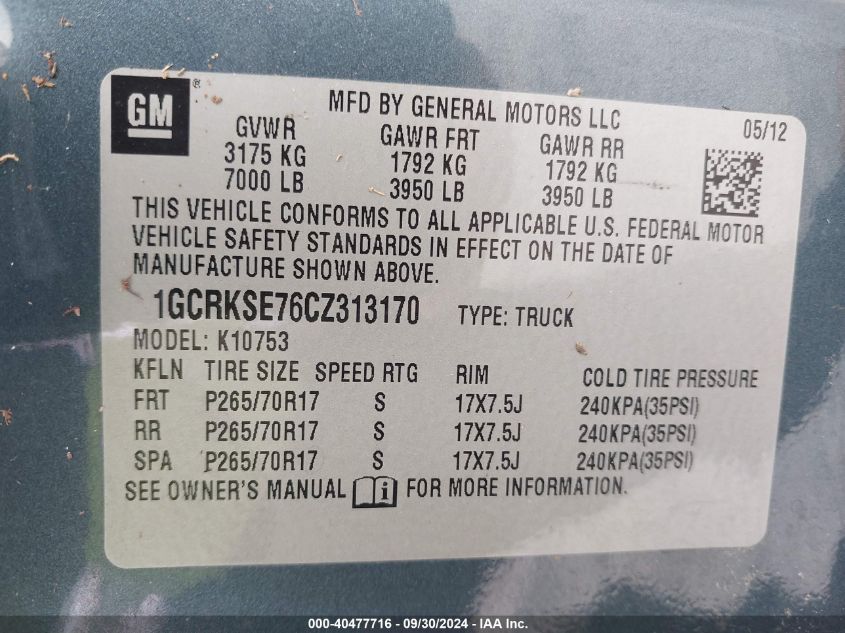 GM ®
MFD BY GENERAL MOTORS LLC 05/12
GVWR GAWR FRT GAWR RR
3175 KG 1792 KG 1792 KG
7000 LB 3950 LB 3950 LB
THIS VEHICLE CONFORMS TO ALL APPLICABLE U.S. FEDERAL MOTOR
VEHICLE SAFETY STANDARDS IN EFFECT ON THE DATE OF
MANUFACTURE SHOWN ABOVE.
1GCRKSE76CZ313170 TYPE: TRUCK
MODEL: K10753
KFLN TIRE SIZE SPEED RTG RIM COLD TIRE PRESSURE
FRT P265/70R17 S 17X7.5J 240KPA(35PSI)
RR P265/70R17 S 17X7.5J 240KPA(35PSI)
SPA P265/70R17 S 17X7.5J 240KPA(35PSI)
SEE OWNER'S MANUAL i FOR MORE INFORMATION.
000-40477716 - 09/30/2024 - IAA Inc.